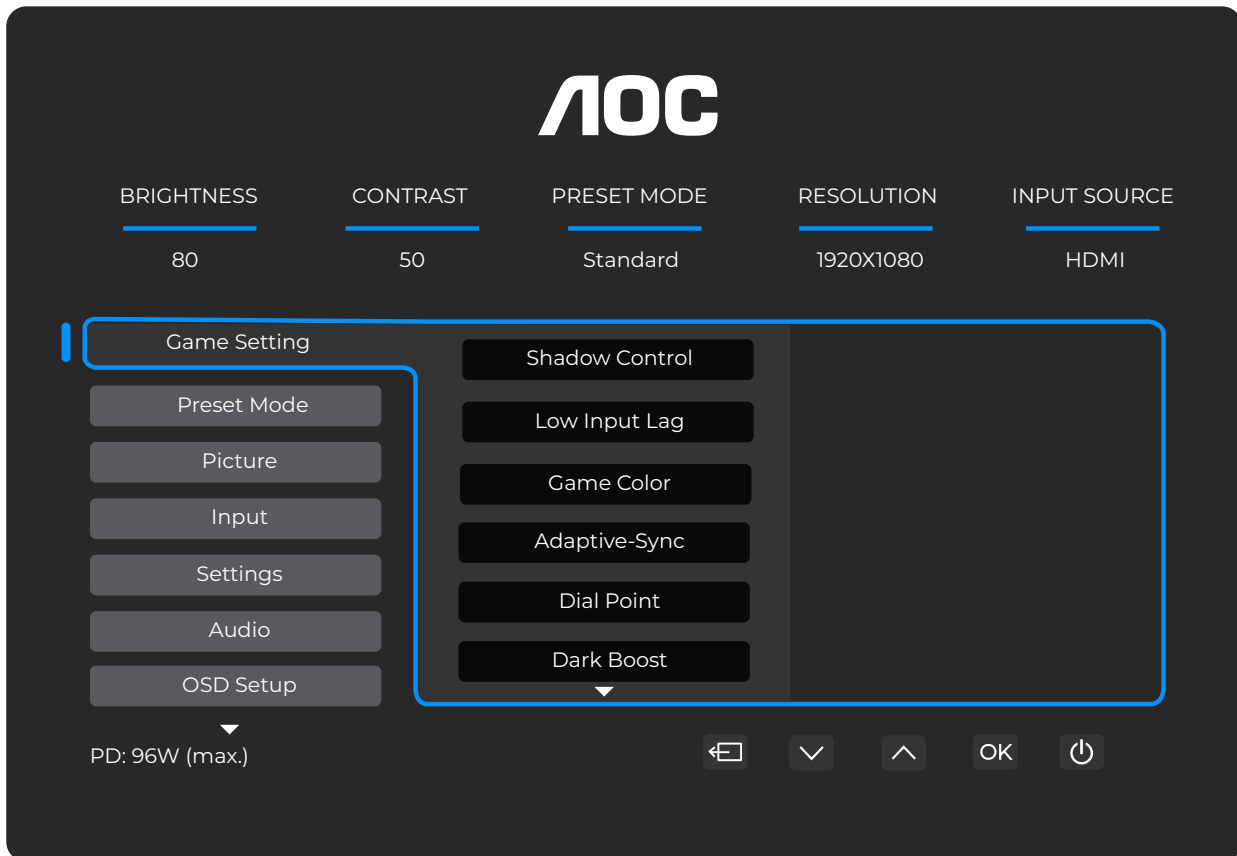 AOC
BRIGHTNESS CONTRAST PRESET MODE RESOLUTION INPUT SOURCE
80 50 Standard 1920X1080 HDMI
Game Setting
Preset Mode
Picture
Input
Settings
Audio
OSD Setup
Shadow Control
Low Input Lag
Game Color
Adaptive-Sync
Dial Point
Dark Boost
PD: 96W (max.)
OK